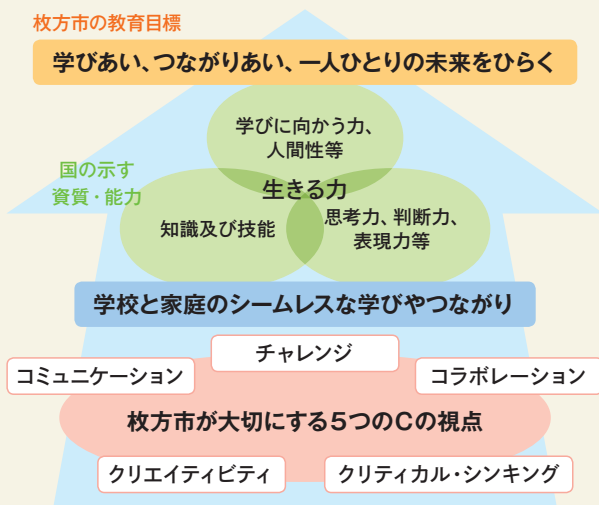 枚方市の教育目標
学びあい、つながりあい、一人ひとりの未来をひらく
学びに向かう力、
人間性等
国の示す
資質・能力
生きる力
知識及び技能
思考力、判断力、
表現力等
学校と家庭のシームレスな学びやつながり
チャレンジ
コミュニケーション
コラボレーション
枚方市が大切にする5つのCの視点
クリエイティビティ
クリティカル・シンキング